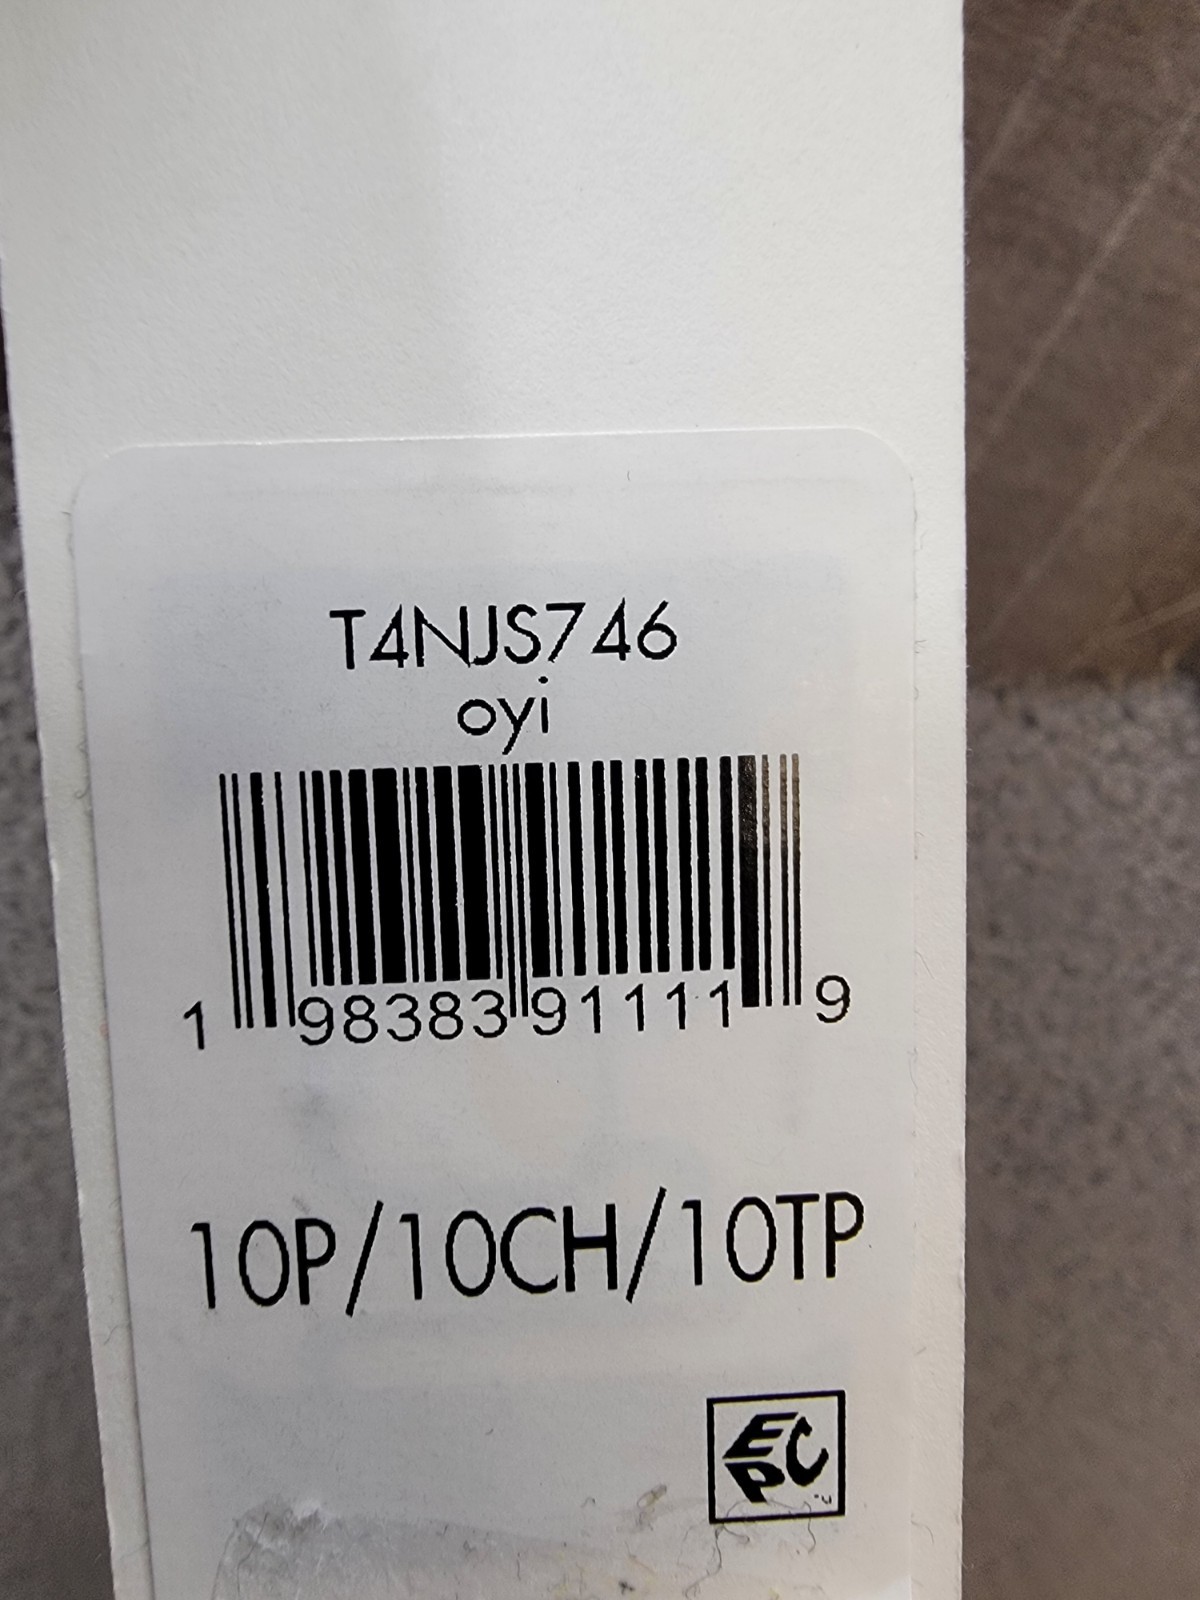 T4NJS746
oyi
1 98383 91111 9
10P/10CH/10TP
EPC